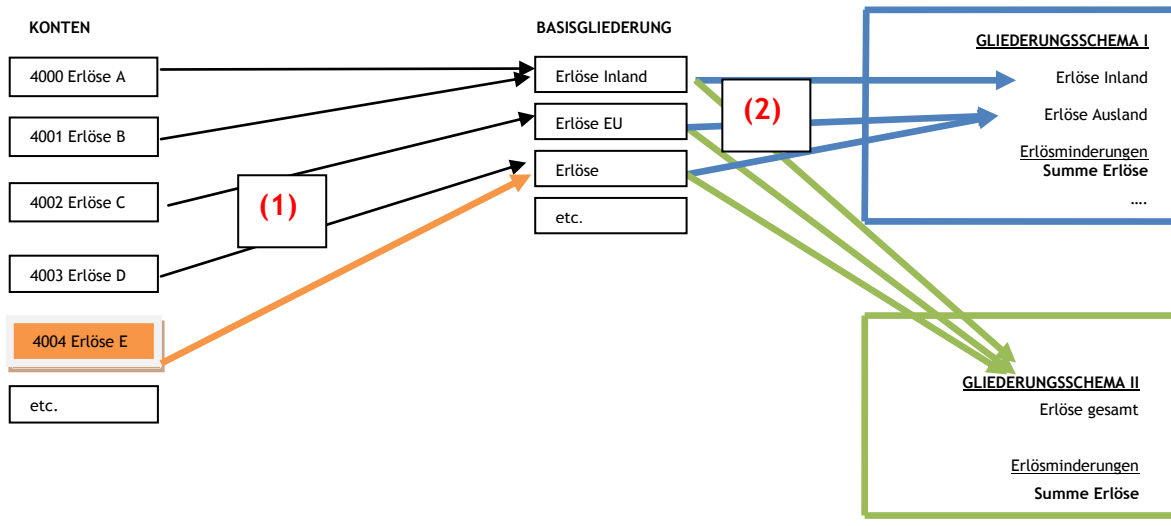 KONTEN
4000 Erlöse A
4001 Erlöse B
4002 Erlöse C
4003 Erlöse D
4004 Erlöse E
etc.
(1)
BASISGLIEDERUNG
Erlöse Inland
Erlöse EU
Erlöse
etc.
(2)
GLIEDERUNGSSCHEMA I
Erlöse Inland
Erlöse Ausland
Erlösminderungen
Summe Erlöse
....
GLIEDERUNGSSCHEMA II
Erlöse gesamt
Erlösminderungen
Summe Erlöse